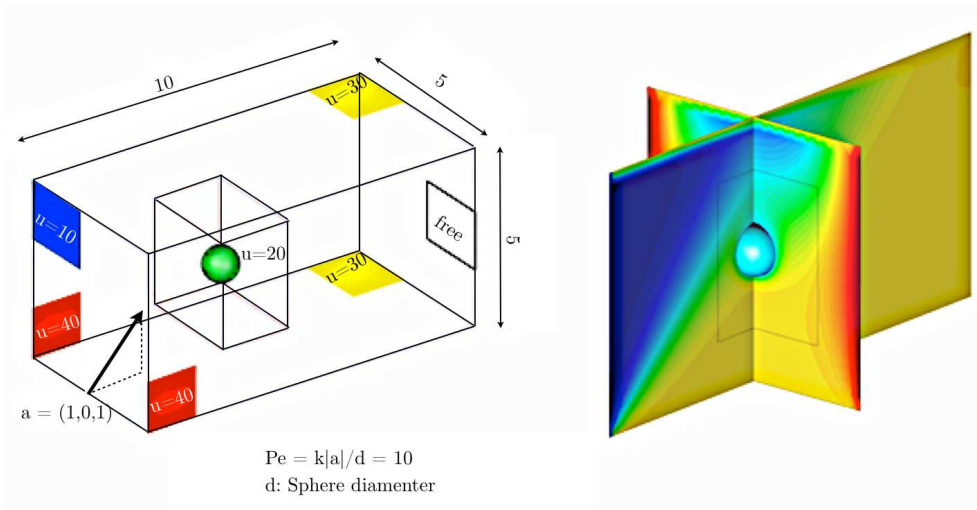 10
5
u=30
u=10
free
5
u=20
u=30
u=40
u=40
a = (1,0,1)
Pe = k|a|/d = 10
d: Sphere diamenter